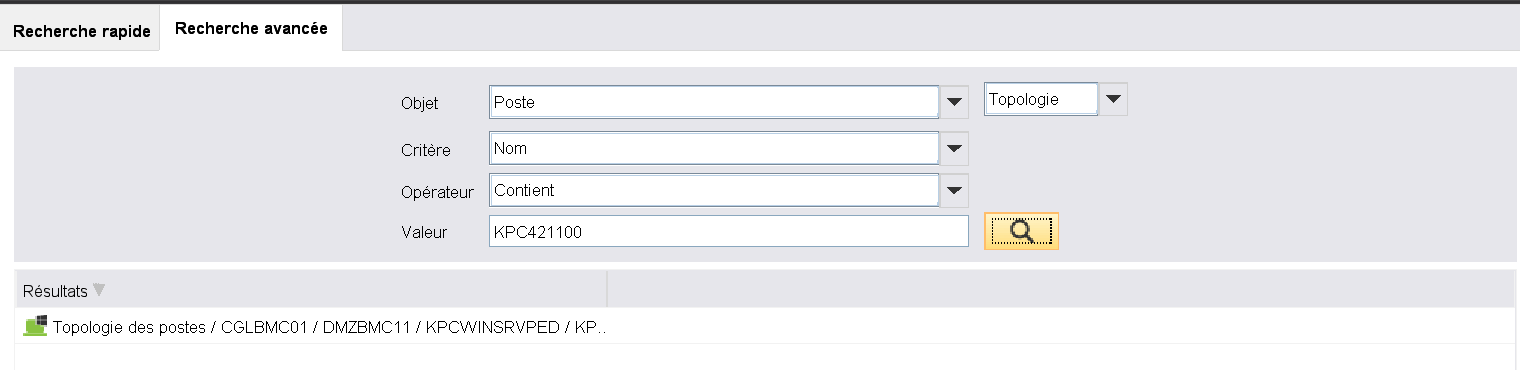 Recherche rapide
Recherche avancée
Objet Poste Topologie
Critère Nom
Opérateur Contient
Valeur KPC421100
Résultats
Topologie des postes / CGLBMC01 / DMZBMC11 / KPCWINSRVPED / KP..